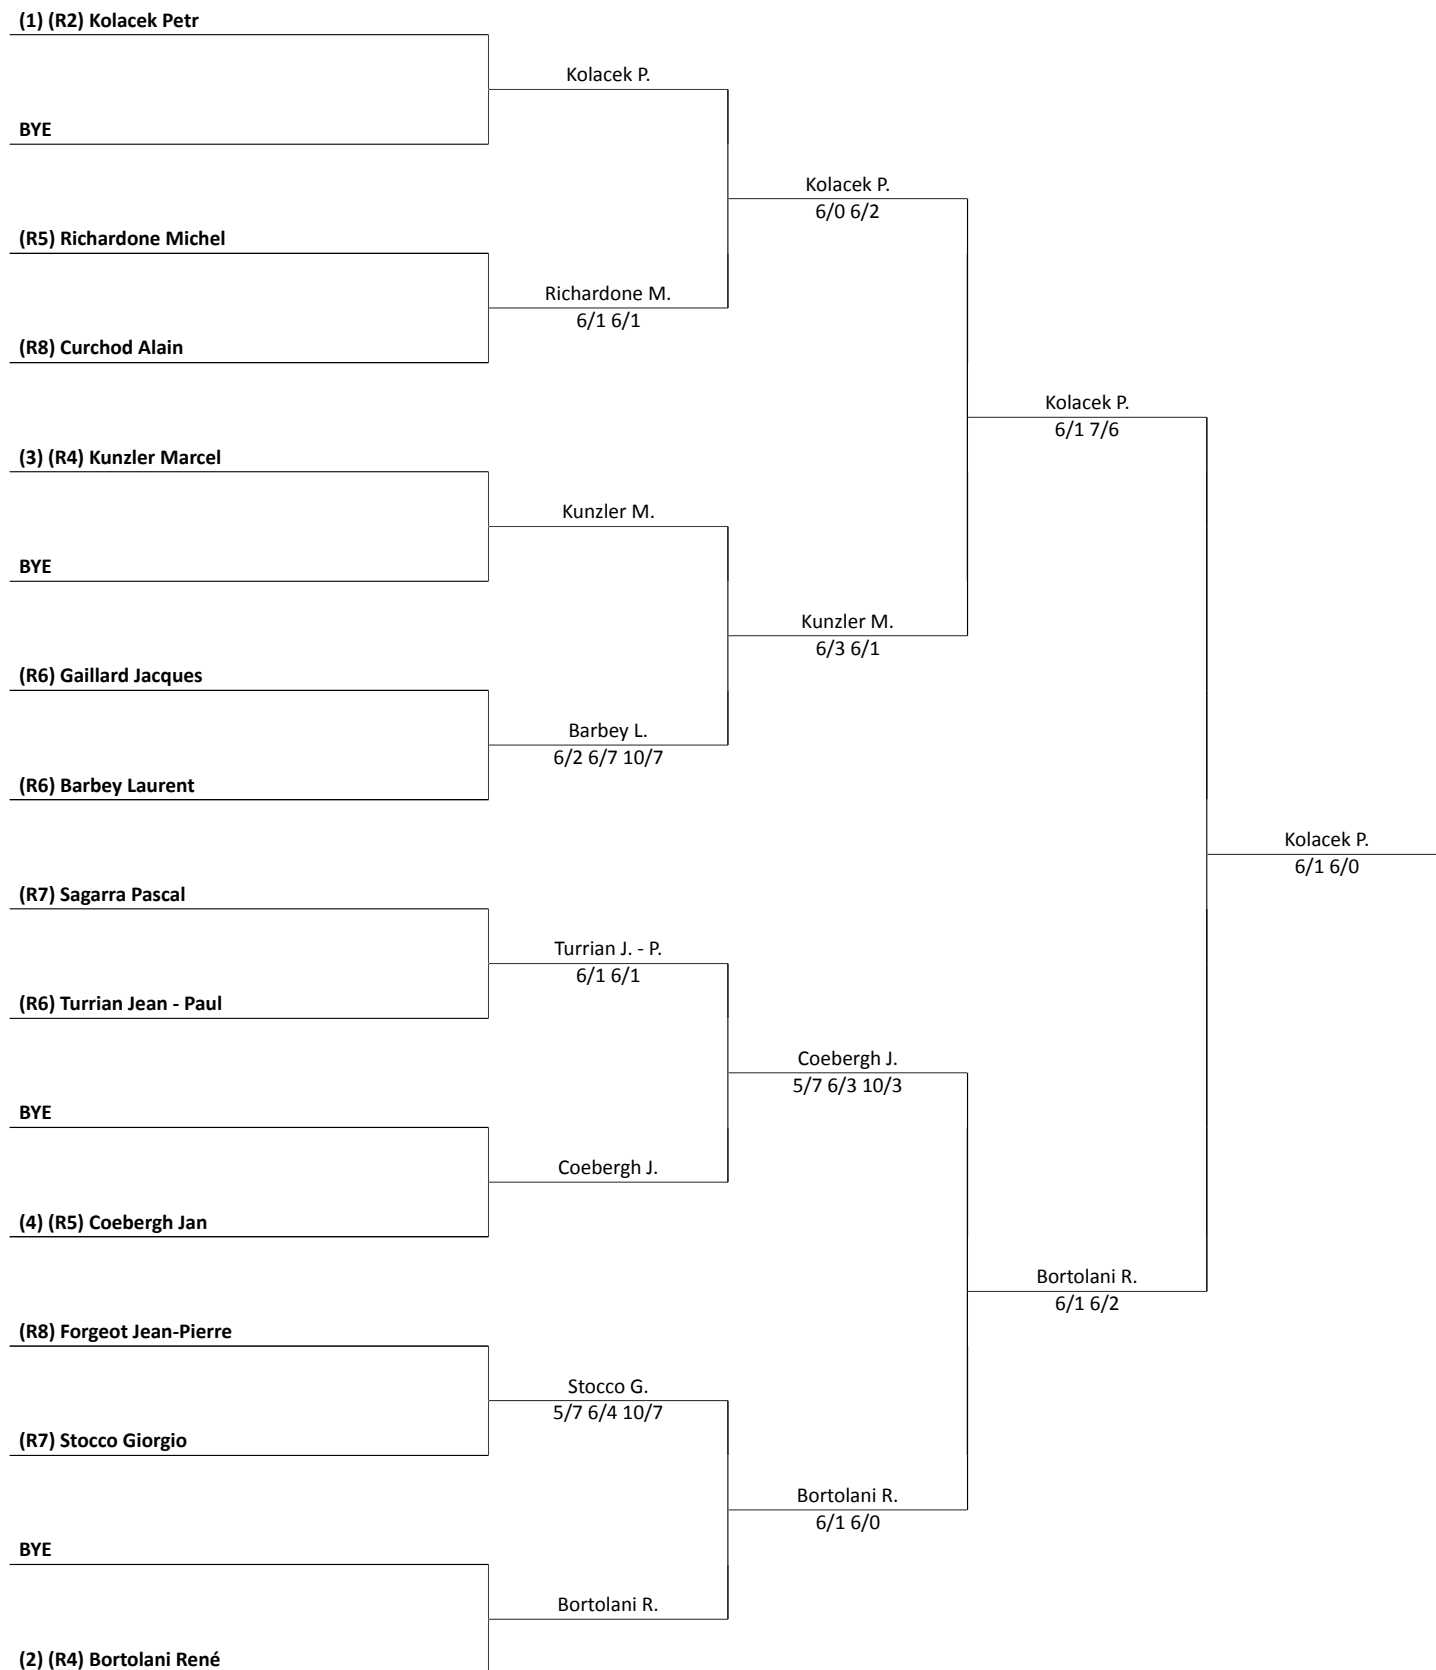 (1) (R2) Kolacek Petr
Kolacek P.
BYE
Kolacek P.
6/0 6/2
(R5) Richardone Michel
Richardone M.
6/1 6/1
(R8) Curchod Alain
Kolacek P.
6/1 7/6
(3) (R4) Kunzler Marcel
Kunzler M.
BYE
Kunzler M.
6/3 6/1
(R6) Gaillard Jacques
Barbey L.
6/2 6/7 10/7
(R6) Barbey Laurent
Kolacek P.
6/1 6/0
(R7) Sagarra Pascal
Turrian J. - P.
6/1 6/1
(R6) Turrian Jean - Paul
Coebergh J.
5/7 6/3 10/3
BYE
Coebergh J.
(4) (R5) Coebergh Jan
Bortolani R.
6/1 6/2
(R8) Forgeot Jean-Pierre
Stocco G.
5/7 6/4 10/7
(R7) Stocco Giorgio
Bortolani R.
6/1 6/0
BYE
Bortolani R.
(2) (R4) Bortolani René